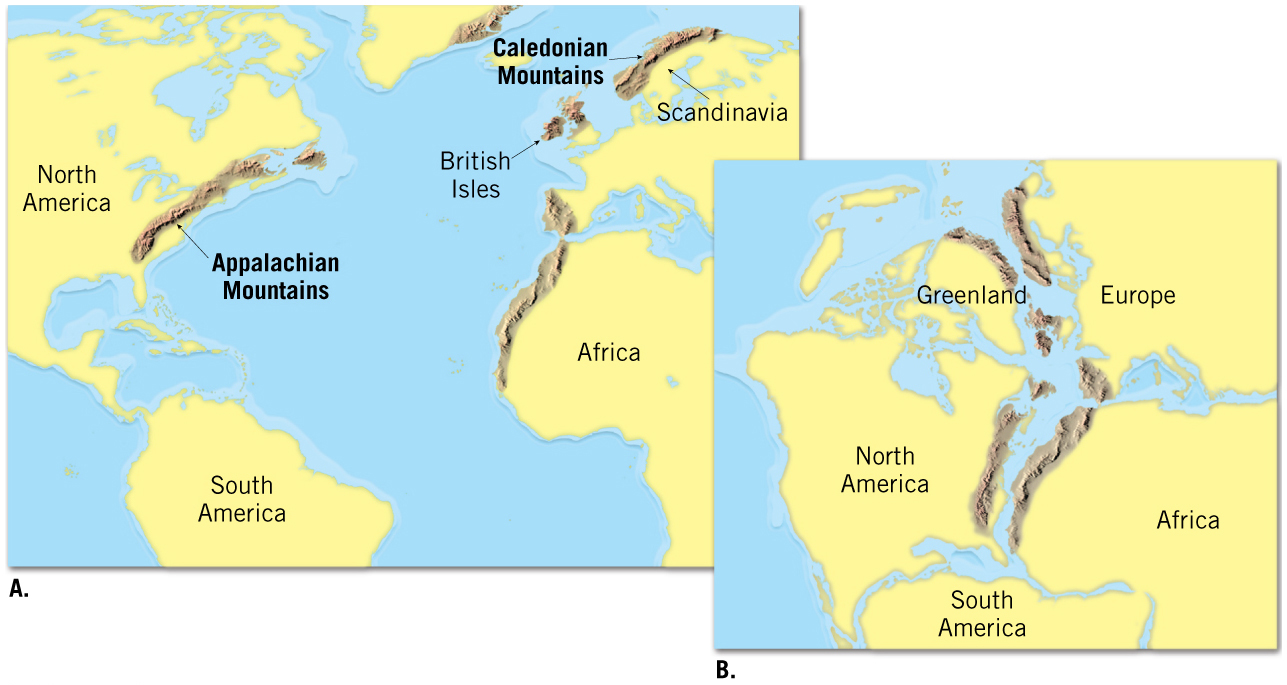 Caledonian
Mountains
Scandinavia
British
Isles
North
America
Appalachian
Mountains
Africa
South
America
A.
Greenland
Europe
North
America
Africa
South
America
B.